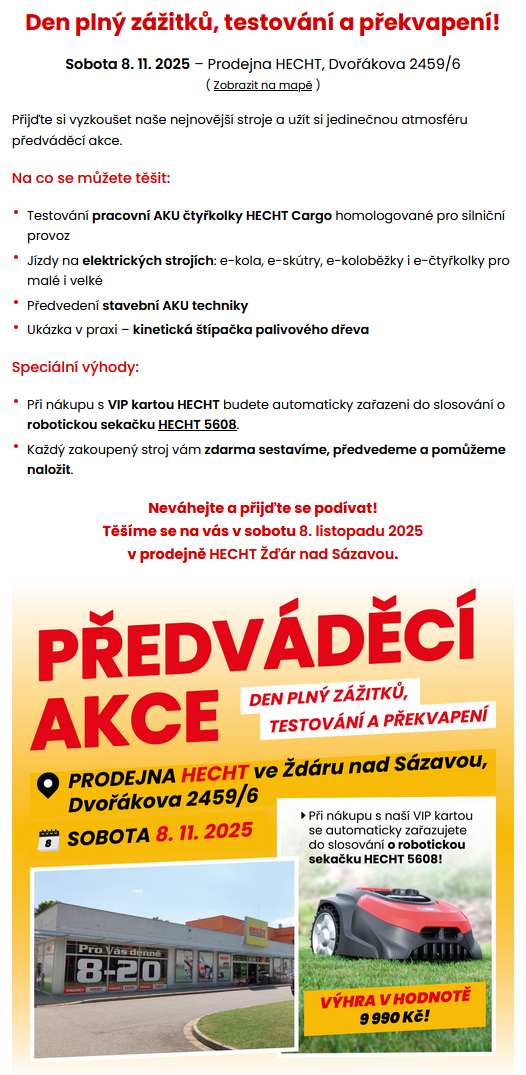 Den plný zážitků, testování a překvapení!
Sobota 8. 11. 2025 – Prodejna HECHT, Dvořákova 2459/6
( Zobrazit na mapě )
Přijďte si vyzkoušet naše nejnovější stroje a užít si jedinečnou atmosféru
předváděcí akce.
Na co se můžete těšit:
Testování pracovní AKU čtyřkolky HECHT Cargo homologované pro silniční
provoz
Jízdy na elektrických strojích: e-kola, e-skútry, e-koloběžky i e-čtyřkolky pro
malé i velké
Předvedení stavební AKU techniky
Ukázka v praxi – kinetická štípačka palivového dřeva
Speciální výhody:
Při nákupu s VIP kartou HECHT budete automaticky zařazeni do slosování o
robotickou sekačku HECHT 5608.
Každý zakoupený stroj vám zdarma sestavíme, předvedeme a pomůžeme
naložit.
Neváhejte a přijďte se podívat!
Těšíme se na vás v sobotu 8. listopadu 2025
v prodejně HECHT Žďár nad Sázavou.
PŘEDVÁDĚCÍ
AKCE
DEN PLNÝ ZÁŽITKŮ,
TESTOVÁNÍ A PŘEKVAPENÍ
PRODEJNA HECHT ve Ždáru nad Sázavou,
Dvořákova 2459/6
8 SOBOTA 8. 11. 2025
Při nákupu s naší VIP kartou
se automaticky zařazujete
do slosování o robotickou
sekačku HECHT 5608!
Pro Vás denně
8-20
VÝHRA V HODNOTĚ
9 990 Kč!